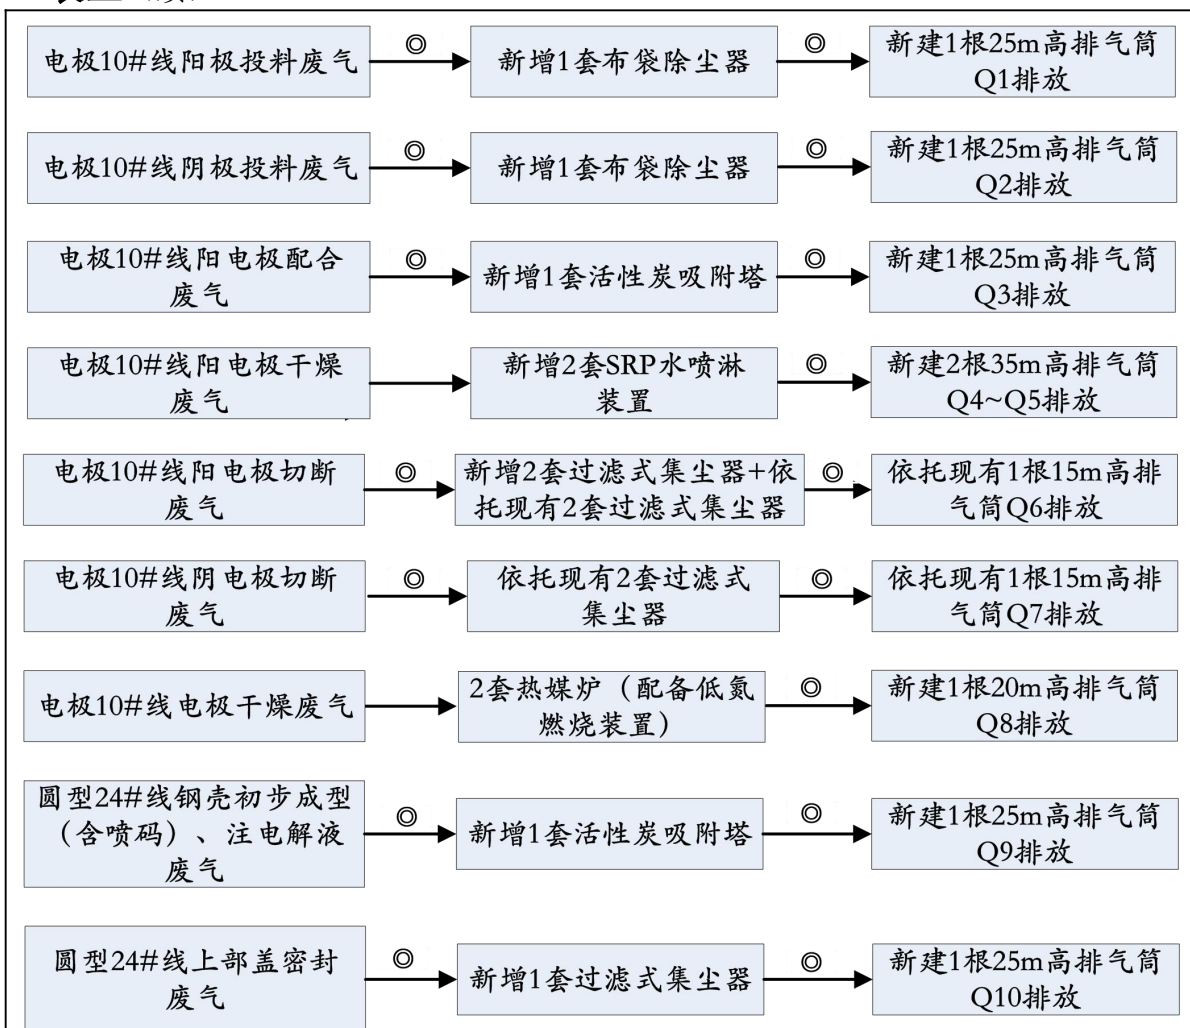 电极10#线阳极投料废气
◎
新增1套布袋除尘器
◎
新建1根25m高排气筒
Q1排放
电极10#线阴极投料废气
◎
新增1套布袋除尘器
◎
新建1根25m高排气筒
Q2排放
电极10#线阳电极配合
废气
◎
新增1套活性炭吸附塔
◎
新建1根25m高排气筒
Q3排放
电极10#线阳电极干燥
废气
新增2套SRP水喷淋
装置
◎
新建2根35m高排气筒
Q4~Q5排放
电极10#线阳电极切断
废气
◎
新增2套过滤式集尘器+依
托现有2套过滤式集尘器
◎
依托现有1根15m高排
气筒Q6排放
电极10#线阴电极切断
废气
◎
依托现有2套过滤式
集尘器
◎
依托现有1根15m高排
气筒Q7排放
电极10#线电极干燥废气
2套热媒炉（配备低氮
燃烧装置）
◎
新建1根20m高排气筒
Q8排放
圆型24#线钢壳初步成型
（含喷码）、注电解液
废气
◎
新增1套活性炭吸附塔
◎
新建1根25m高排气筒
Q9排放
圆型24#线上部盖密封
废气
◎
新增1套过滤式集尘器
◎
新建1根25m高排气筒
Q10排放